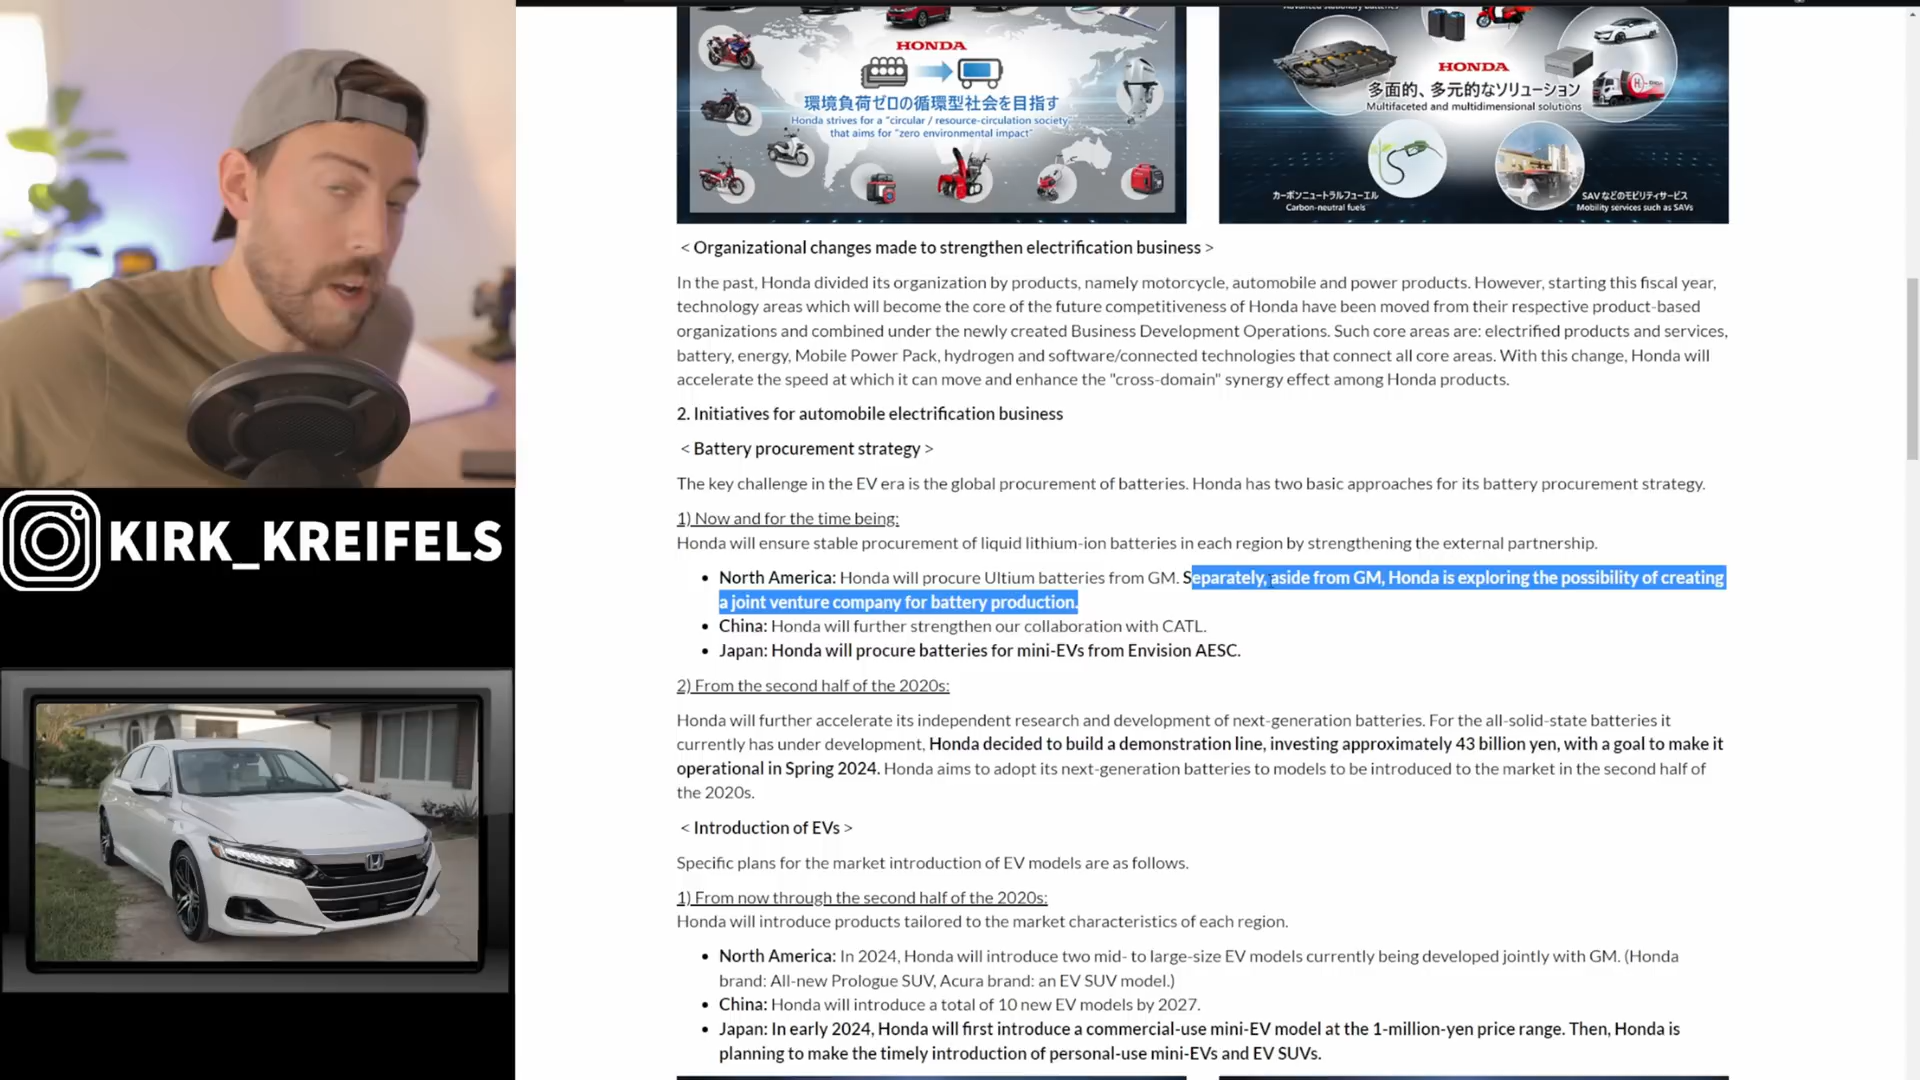 Advanced stationary batteries
HONDA
環境負荷ゼロの循環型社会を目指す
Honda strives for a "circular / resource-circulation society"
that aims for "zero environmental impact"
HONDA
多面的、多元的なソリューション
Multifaceted and multidimensional solutions
カーボンニュートラルフューエル
Carbon-neutral fuels
SAVなどのモビリティサービス
Mobility services such as SAVs
< Organizational changes made to strengthen electrification business >
In the past, Honda divided its organization by products, namely motorcycle, automobile and power products. However, starting this fiscal year,
technology areas which will become the core of the future competitiveness of Honda have been moved from their respective product-based
organizations and combined under the newly created Business Development Operations. Such core areas are: electrified products and services,
battery, energy, Mobile Power Pack, hydrogen and software/connected technologies that connect all core areas. With this change, Honda will
accelerate the speed at which it can move and enhance the "cross-domain" synergy effect among Honda products.
2. Initiatives for automobile electrification business
< Battery procurement strategy >
The key challenge in the EV era is the global procurement of batteries. Honda has two basic approaches for its battery procurement strategy.
1) Now and for the time being:
Honda will ensure stable procurement of liquid lithium-ion batteries in each region by strengthening the external partnership.
• North America: Honda will procure Ultium batteries from GM. Separately, aside from GM, Honda is exploring the possibility of creating
a joint venture company for battery production.
• China: Honda will further strengthen our collaboration with CATL.
• Japan: Honda will procure batteries for mini-EVs from Envision AESC.
2) From the second half of the 2020s:
Honda will further accelerate its independent research and development of next-generation batteries. For the all-solid-state batteries it
currently has under development, Honda decided to build a demonstration line, investing approximately 43 billion yen, with a goal to make it
operational in Spring 2024. Honda aims to adopt its next-generation batteries to models to be introduced to the market in the second half of
the 2020s.
< Introduction of EVs >
Specific plans for the market introduction of EV models are as follows.
1) From now through the second half of the 2020s:
Honda will introduce products tailored to the market characteristics of each region.
• North America: In 2024, Honda will introduce two mid- to large-size EV models currently being developed jointly with GM. (Honda
brand: All-new Prologue SUV, Acura brand: an EV SUV model.)
• China: Honda will introduce a total of 10 new EV models by 2027.
• Japan: In early 2024, Honda will first introduce a commercial-use mini-EV model at the 1-million-yen price range. Then, Honda is
planning to make the timely introduction of personal-use mini-EVs and EV SUVs.
KIRK_KREIFELS